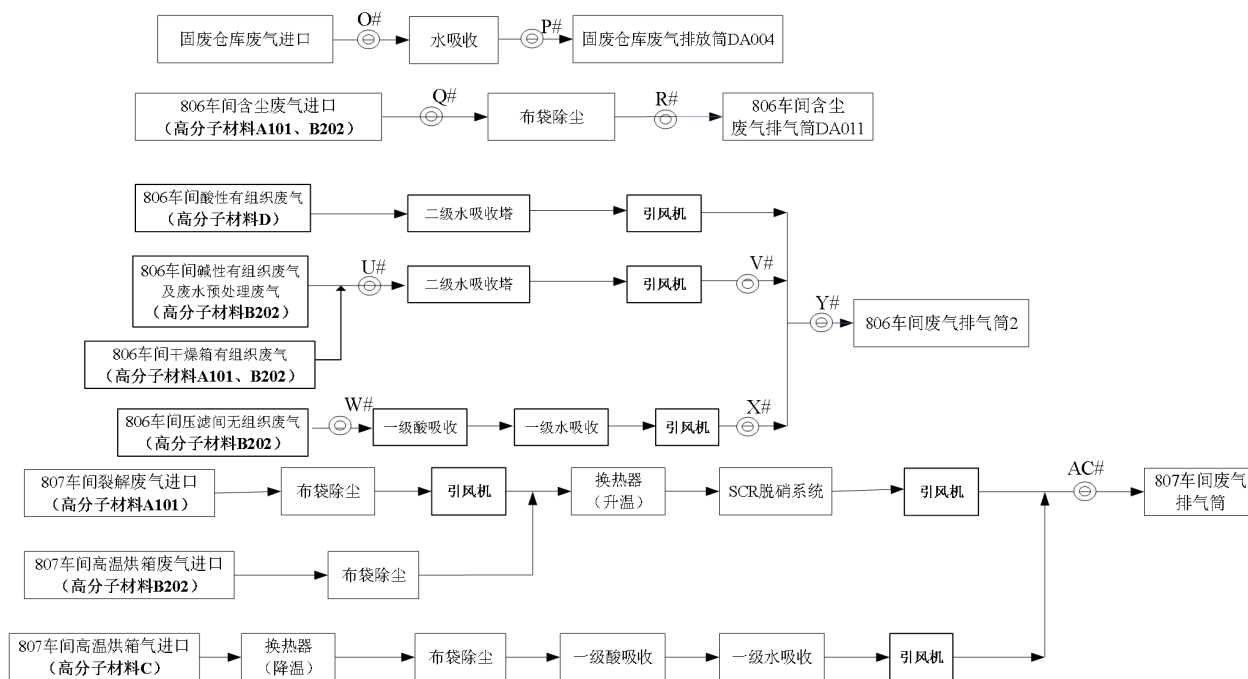 O#
P#
固废仓库废气进口
水吸收
固废仓库废气排放筒DA004
Q#
R#
806车间含尘废气进口
（高分子材料A101、B202）
布袋除尘
806车间含尘
废气排气筒DA011
806车间酸性有组织废气
（高分子材料D）
二级水吸收塔
引风机
806车间碱性有组织废气
及废水预处理废气
（高分子材料B202）
U#
二级水吸收塔
引风机
V#
Y#
806车间废气排气筒2
806车间干燥箱有组织废气
（高分子材料A101、B202）
806车间压滤间无组织废气
（高分子材料B202）
W#
一级酸吸收
一级水吸收
引风机
X#
807车间裂解废气进口
（高分子材料A101）
布袋除尘
引风机
换热器
（升温）
SCR脱硝系统
引风机
AC#
807车间废气
排气筒
807车间高温烘箱废气进口
（高分子材料B202）
布袋除尘
807车间高温烘箱气进口
（高分子材料C）
换热器
（降温）
布袋除尘
一级酸吸收
一级水吸收
引风机